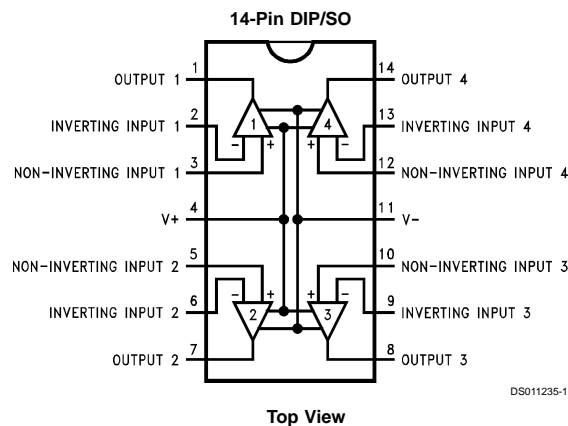 14-Pin DIP/SO
1 14
OUTPUT 1 OUTPUT 4
2 13
INVERTING INPUT 1 1 4 INVERTING INPUT 4
- + + -
3 12
NON-INVERTING INPUT 1 NON-INVERTING INPUT 4
4 11
V+ V-
5 10
NON-INVERTING INPUT 2 NON-INVERTING INPUT 3
- + + -
6 9
INVERTING INPUT 2 2 3 INVERTING INPUT 3
7 8
OUTPUT 2 OUTPUT 3
DS011235-1
Top View